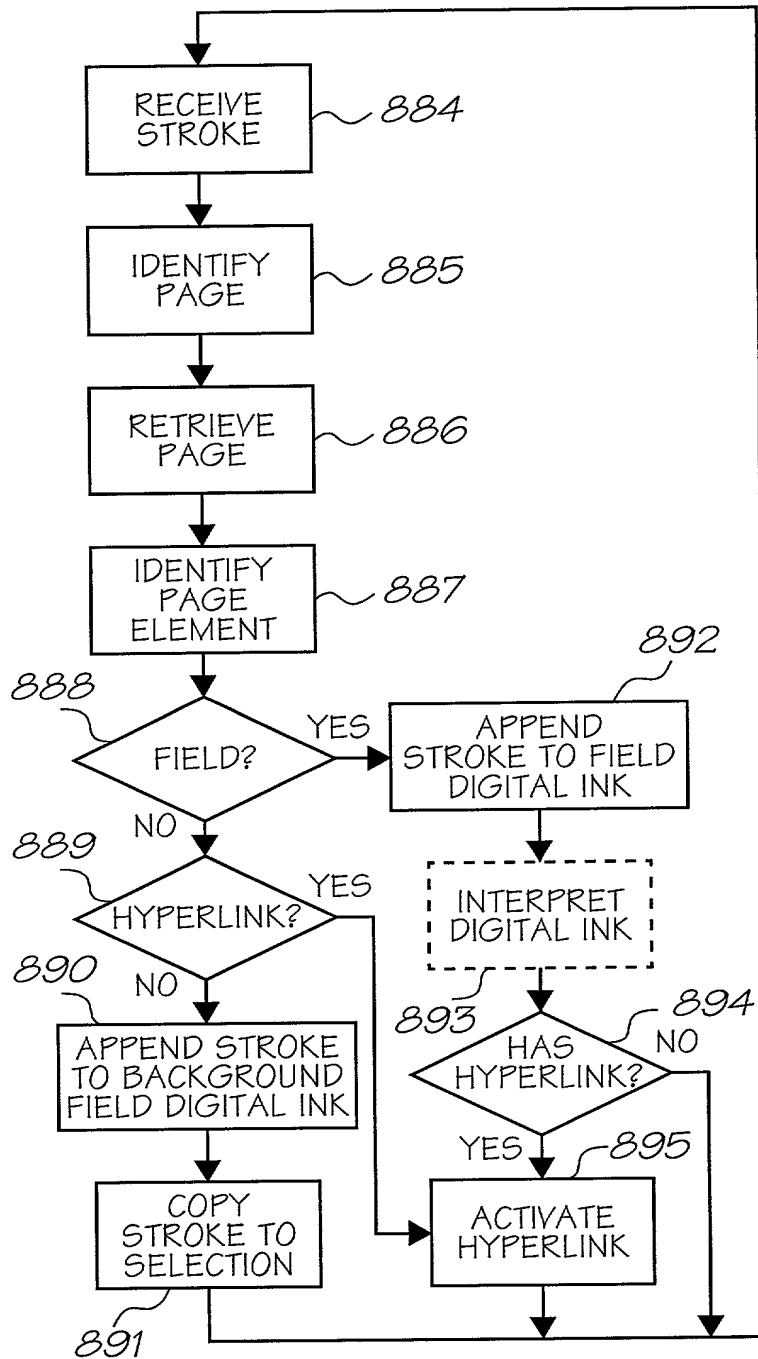 RECEIVE
STROKE
884
IDENTIFY
PAGE
885
RETRIEVE
PAGE
886
IDENTIFY
PAGE
ELEMENT
887
888
FIELD?
YES
NO
892
APPEND
STROKE TO FIELD
DIGITAL INK
889
HYPERLINK?
YES
NO
INTERPRET
DIGITAL INK
893
890
APPEND STROKE
TO BACKGROUND
FIELD DIGITAL INK
894
HAS
HYPERLINK?
NO
YES
895
COPY
STROKE TO
SELECTION
891
ACTIVATE
HYPERLINK